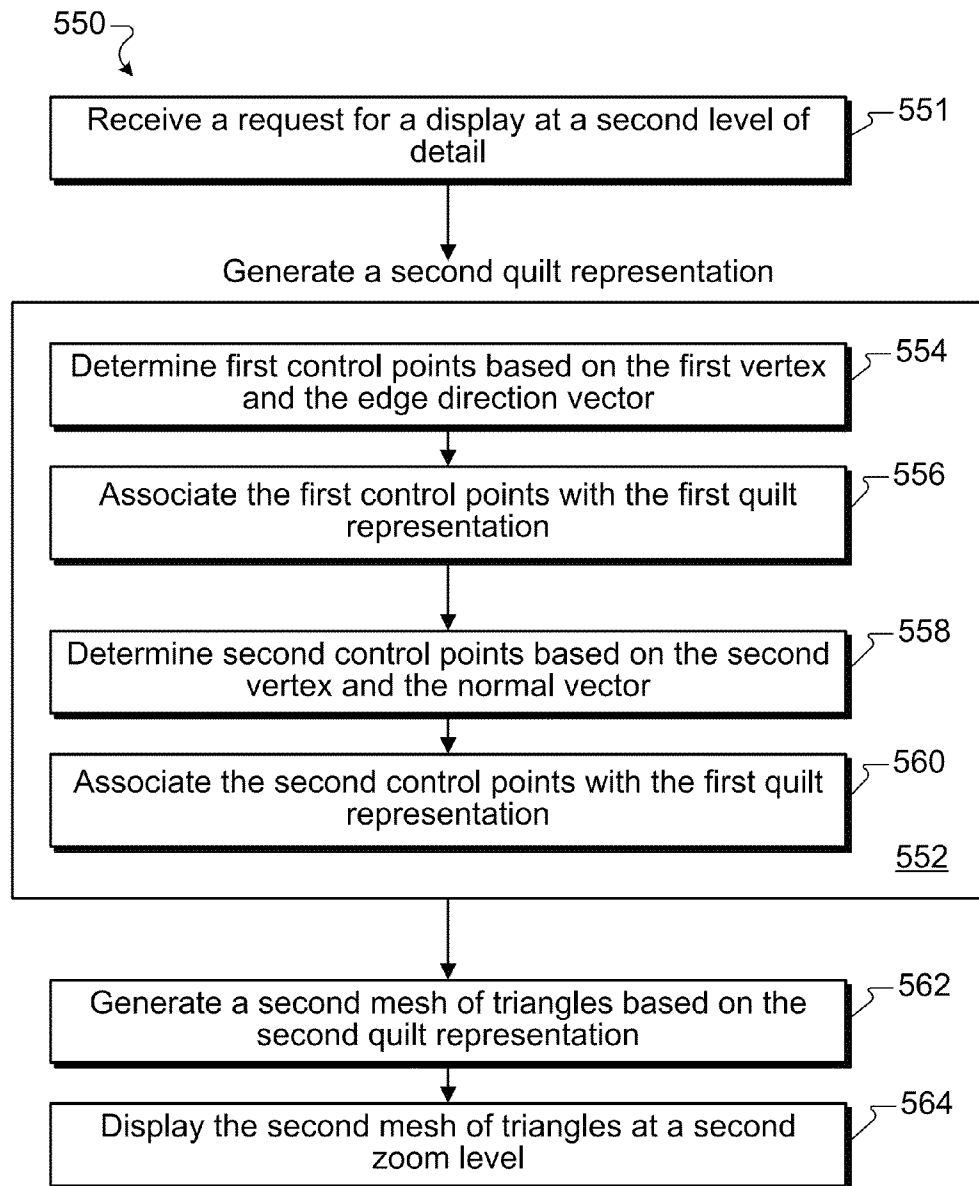 550
Receive a request for a display at a second level of
detail
551
Generate a second quilt representation
Determine first control points based on the first vertex
and the edge direction vector
554
Associate the first control points with the first quilt
representation
556
Determine second control points based on the second
vertex and the normal vector
558
Associate the second control points with the first quilt
representation
560
552
Generate a second mesh of triangles based on the
second quilt representation
562
Display the second mesh of triangles at a second
zoom level
564